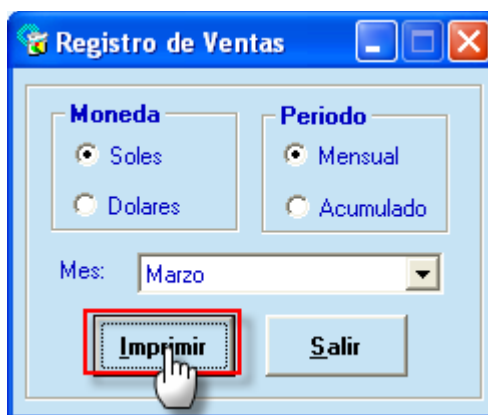 Registro de Ventas
Moneda
Soles
Dolares
Periodo
Mensual
Acumulado
Mes: Marzo
Imprimir
Salir